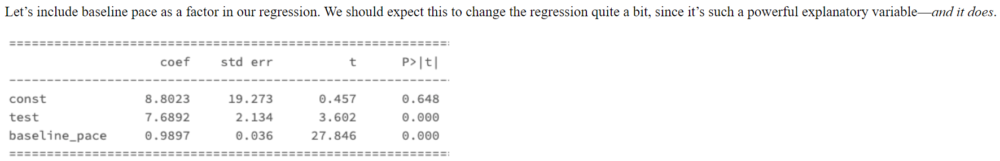 Let’s include baseline pace as a factor in our regression. We should expect this to change the regression quite a bit, since it’s such a powerful explanatory variable—and it does.
==============================================================
coef std err t P>|t|
--------------------------------------------------------------
const 8.8023 19.273 0.457 0.648
test 7.6892 2.134 3.602 0.000
baseline_pace 0.9897 0.036 27.846 0.000
==============================================================